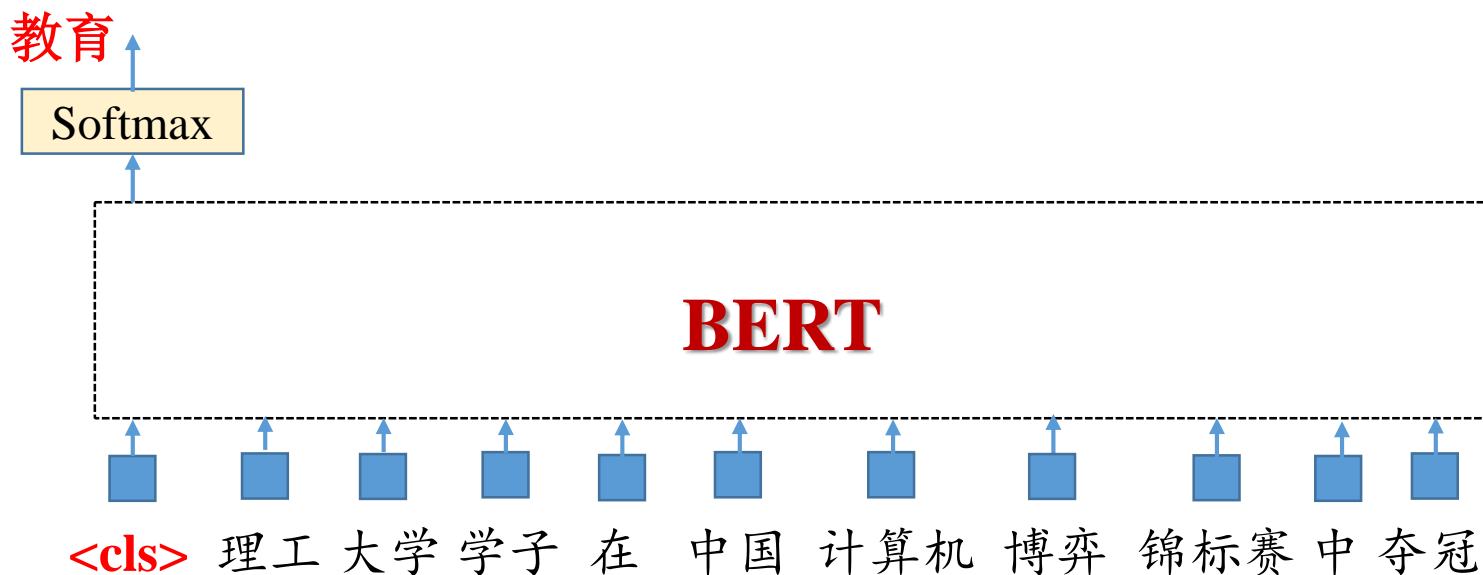 教育
Softmax
BERT
<cls> 理工 大学 学子 在 中国 计算机 博弈 锦标赛 中 夺冠